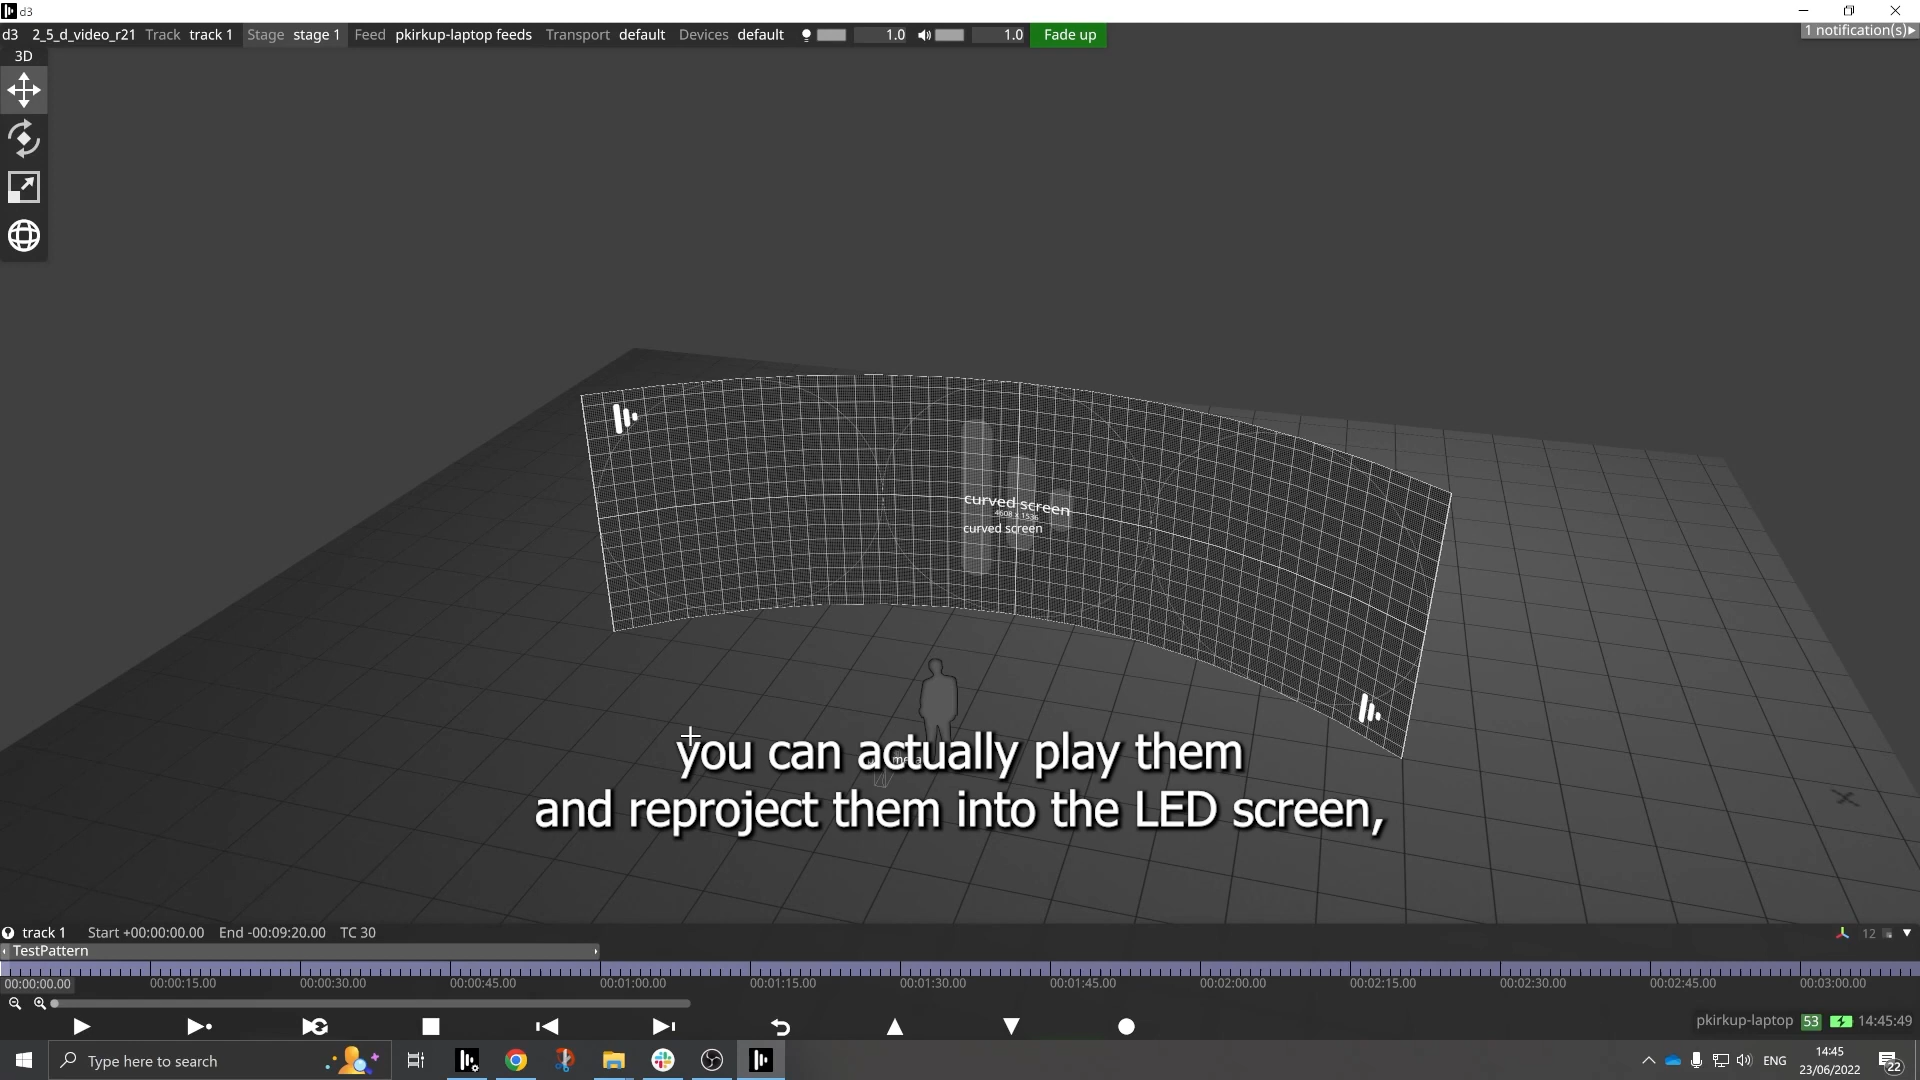 d3
d3 2_5_d_video_r21 Track track 1 Stage stage 1 Feed pkirkup-laptop feeds Transport default Devices default 1.0 1.0 Fade up
1 notification(s)
3D
curved screen
4608 x 1536
curved screen
you can actually play them
and reproject them into the LED screen,
track 1 Start +00:00:00.00 End -00:09:20.00 TC 30
12
TestPattern
00:00:00.00 00:00:15.00 00:00:30.00 00:00:45.00 00:01:00.00 00:01:15.00 00:01:30.00 00:01:45.00 00:02:00.00 00:02:15.00 00:02:30.00 00:02:45.00 00:03:00.00
pkirkup-laptop 53 14:45:49
Type here to search
ENG
14:45
23/06/2022
22